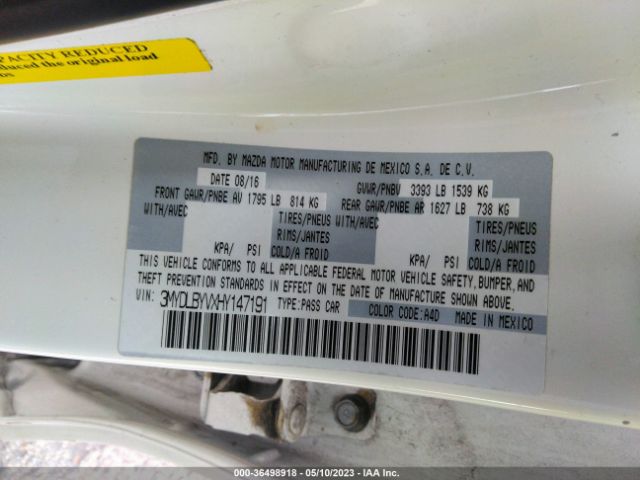 PACITY REDUCED
duced the original load
MFD. BY MAZDA MOTOR MANUFACTURING DE MEXICO S.A. DE C.V.
DATE 08/16 GVWR/PNBV 3393 LB 1539 KG
FRONT GAWR/PNBE AV 1795 LB 814 KG REAR GAWR/PNBE AR 1627 LB 738 KG
WITH/AVEC TIRES/PNEUS WITH/AVEC TIRES/PNEUS
RIMS/JANTES RIMS/JANTES
KPA/ PSI COLD/A FROID KPA/ PSI COLD/A FROID
THIS VEHICLE CONFORMS TO ALL APPLICABLE FEDERAL MOTOR VEHICLE SAFETY, BUMPER, AND
THEFT PREVENTION STANDARDS IN EFFECT ON THE DATE OF MANUFACTURE SHOWN ABOVE.
VIN: 3MYDLBYVXHY147191 TYPE:PASS CAR COLOR CODE:A4D MADE IN MEXICO
000-36498918 - 05/10/2023 - IAA Inc.